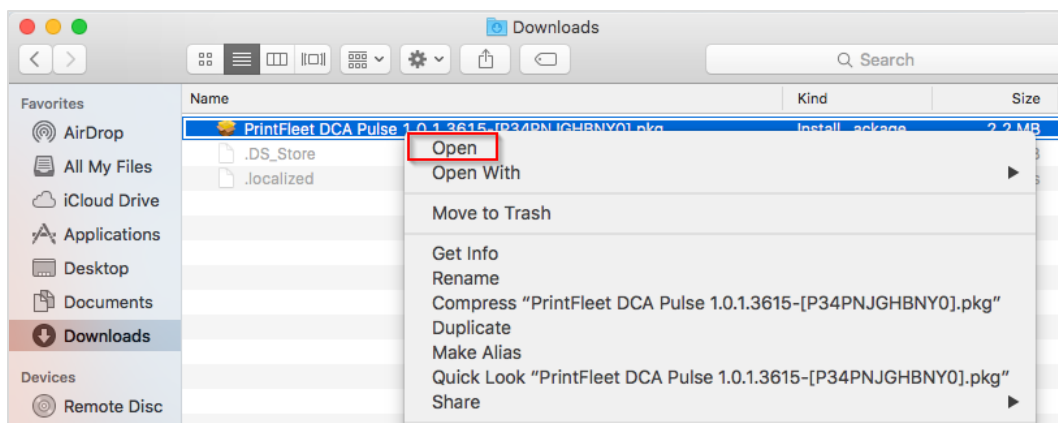 Downloads
Search
Favorites
AirDrop
All My Files
iCloud Drive
Applications
Desktop
Documents
Downloads
Devices
Remote Disc
Name Kind Size
PrintFleet DCA Pulse 1.0.1.3615-[P34PNJGHBNY0].pkg 2.2 MB
.DS_Store
.localized
Open
Open With
Move to Trash
Get Info
Rename
Compress “PrintFleet DCA Pulse 1.0.1.3615-[P34PNJGHBNY0].pkg”
Duplicate
Make Alias
Quick Look “PrintFleet DCA Pulse 1.0.1.3615-[P34PNJGHBNY0].pkg”
Share